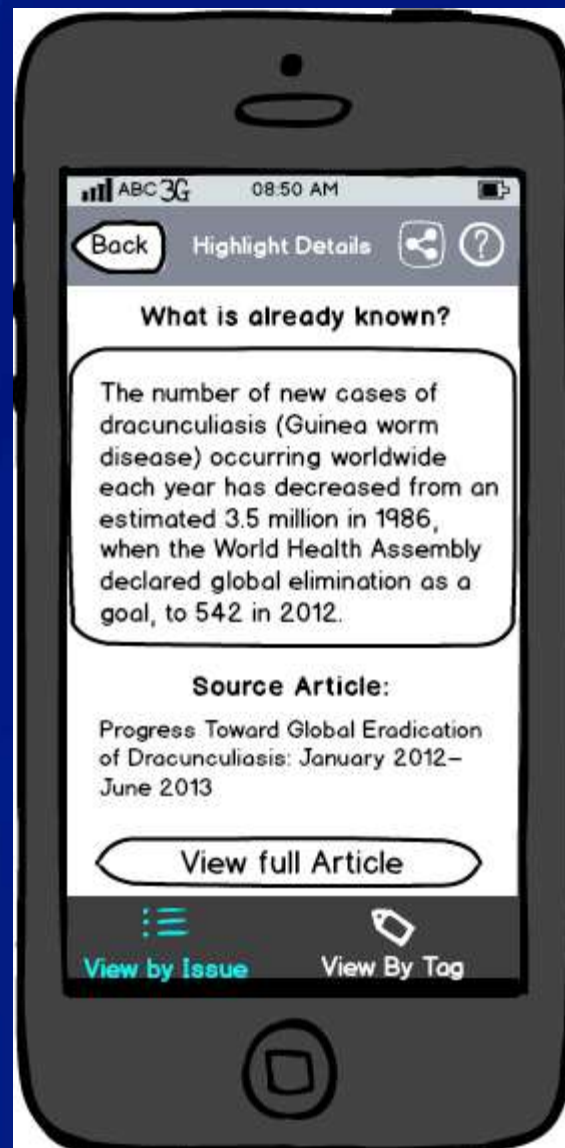 ABC 3G 08:50 AM
Back Highlight Details ?
What is already known?
The number of new cases of
dracunculiasis (Guinea worm
disease) occurring worldwide
each year has decreased from an
estimated 3.5 million in 1986,
when the World Health Assembly
declared global elimination as a
goal, to 542 in 2012.
Source Article:
Progress Toward Global Eradication
of Dracunculiasis: January 2012–
June 2013
View full Article
View by Issue View By Tag